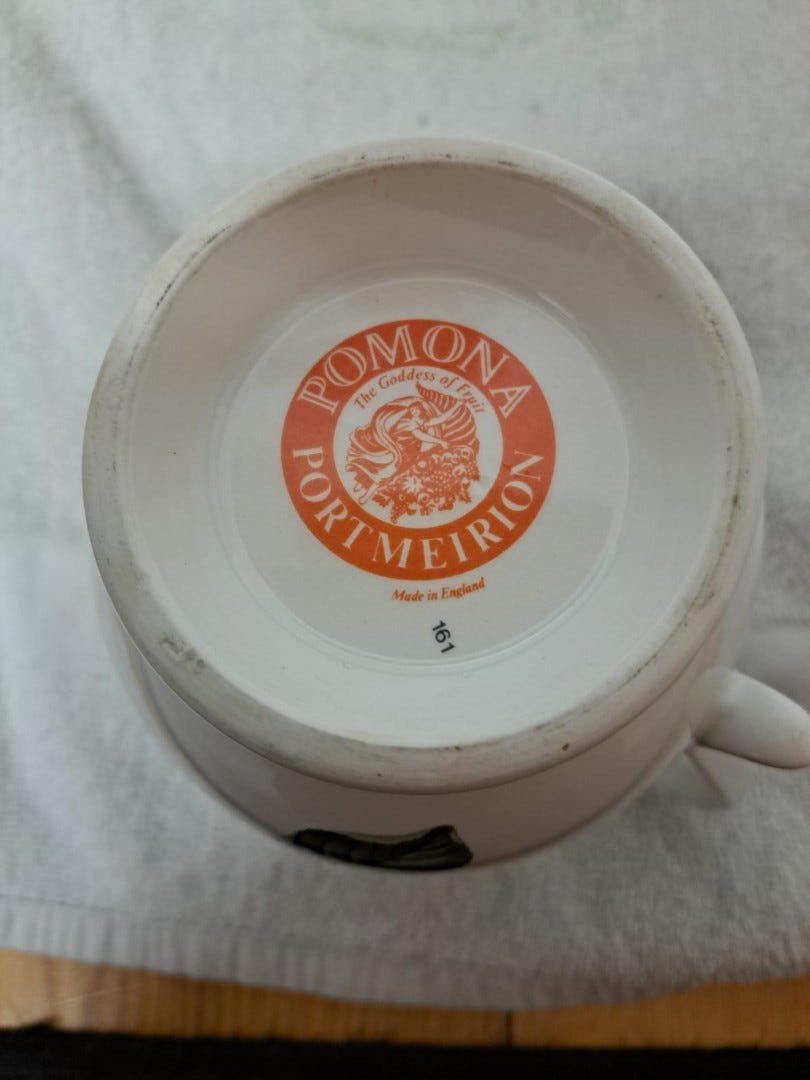 POMONA
The Goddess of Fruit
PORTMEIRION
Made in England
161